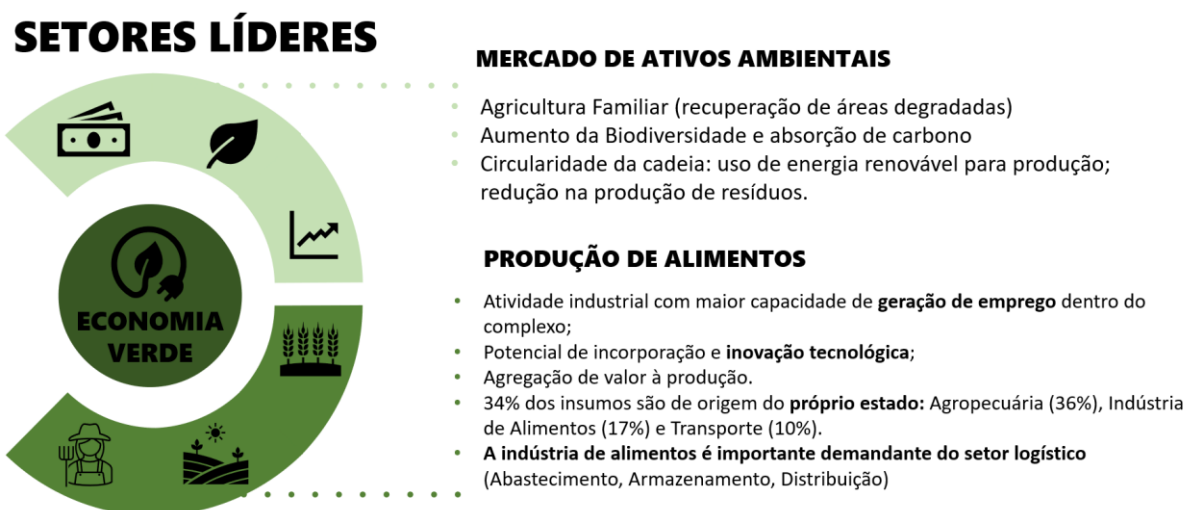 SETORES LÍDERES
ECONOMIA
VERDE
MERCADO DE ATIVOS AMBIENTAIS
Agricultura Familiar (recuperação de áreas degradadas)
Aumento da Biodiversidade e absorção de carbono
Circularidade da cadeia: uso de energia renovável para produção;
redução na produção de resíduos.
PRODUÇÃO DE ALIMENTOS
• Atividade industrial com maior capacidade de geração de emprego dentro do
complexo;
• Potencial de incorporação e inovação tecnológica;
• Agregação de valor à produção.
• 34% dos insumos são de origem do próprio estado: Agropecuária (36%), Indústria
de Alimentos (17%) e Transporte (10%).
• A indústria de alimentos é importante demandante do setor logístico
(Abastecimento, Armazenamento, Distribuição)